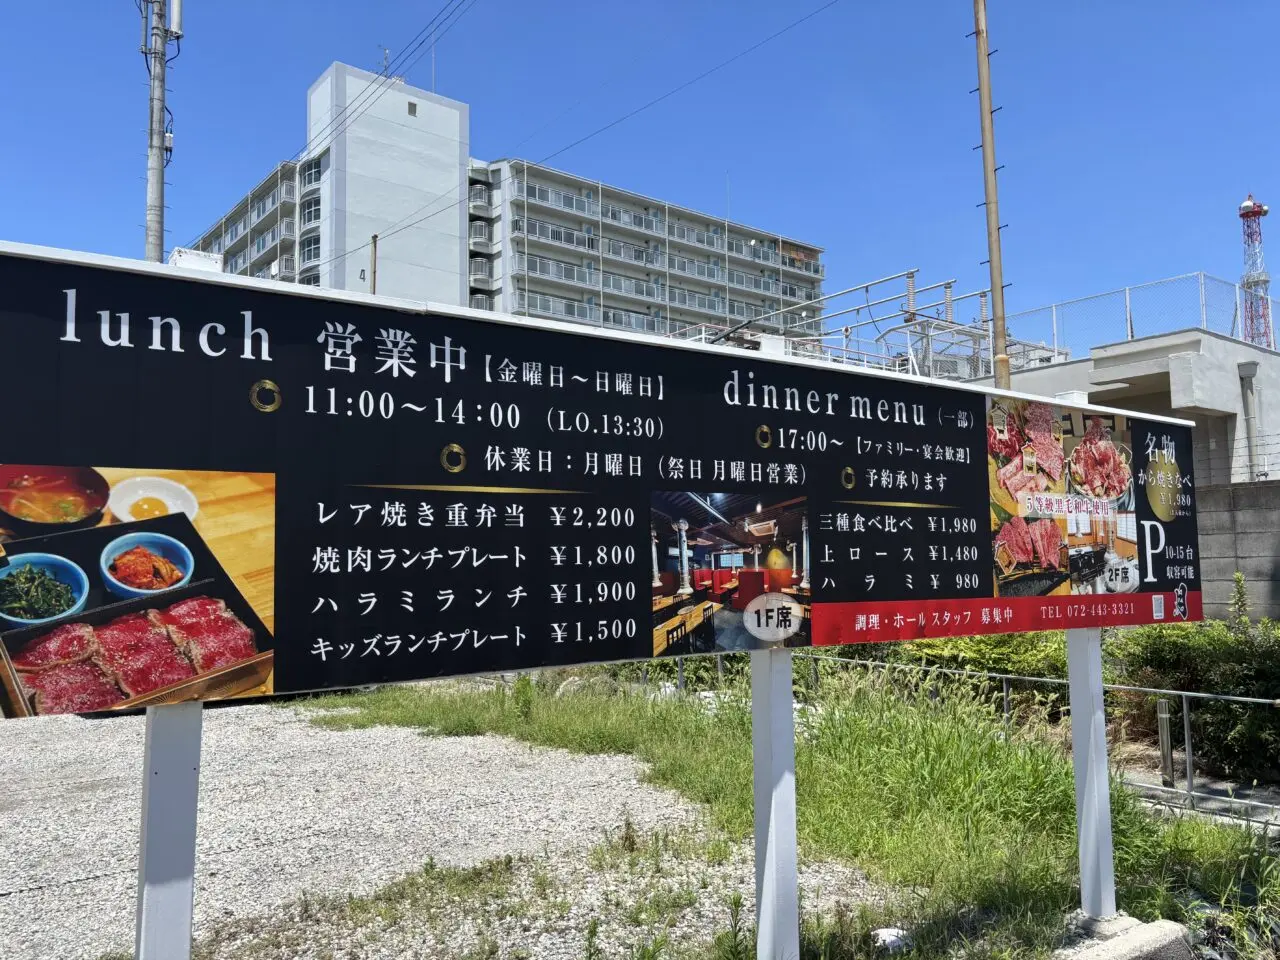 lunch 営業中【金曜日～日曜日】
11:00～14:00 (LO.13:30)
休業日：月曜日（祭日月曜日営業）
レア焼き重弁当 ¥2,200
焼肉ランチプレート ¥1,800
ハラミランチ ¥1,900
キッズランチプレート ¥1,500
1F席
dinner menu（一部）
17:00～【ファミリー・宴会歓迎】
予約承ります
三種食べ比べ ¥1,980
上ロース ¥1,480
ハラミ ¥ 980
調理・ホールスタッフ 募集中 TEL 072-443-3321
5等級黒毛和牛使用
2F席
名物
から焼きなべ
¥1,980
P 10-15台
収容可能
4